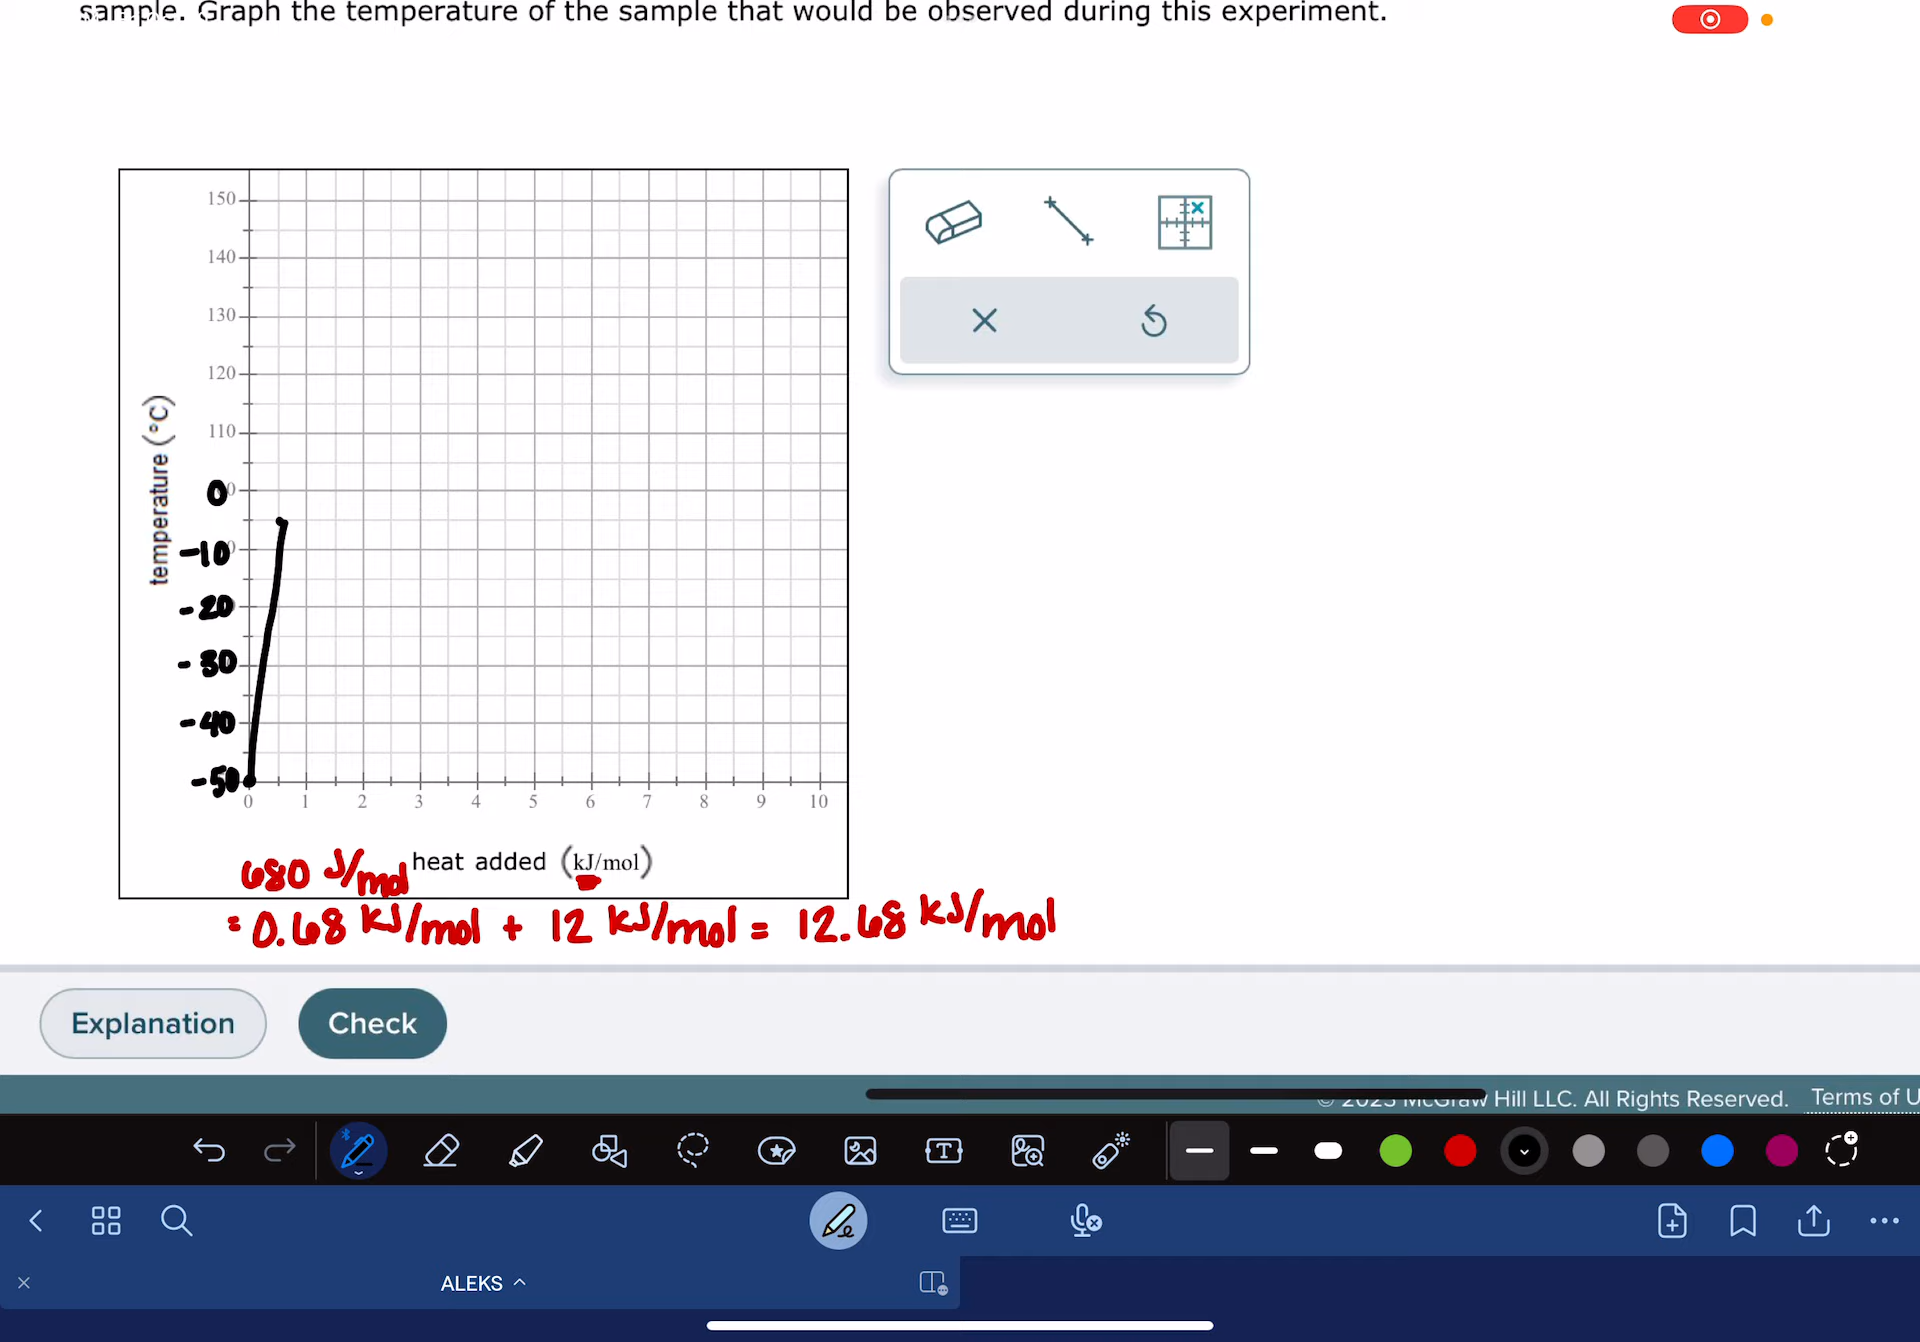 sample. Graph the temperature of the sample that would be observed during this experiment.
150
140
130
120
110
0
-10
-20
-30
-40
-50
temperature (°C)
0 1 2 3 4 5 6 7 8 9 10
heat added (kJ/mol)
680 J/mol
= 0.68 kJ/mol + 12 kJ/mol = 12.68 kJ/mol
Explanation
Check
© 2023 McGraw Hill LLC. All Rights Reserved. Terms of U
ALEKS